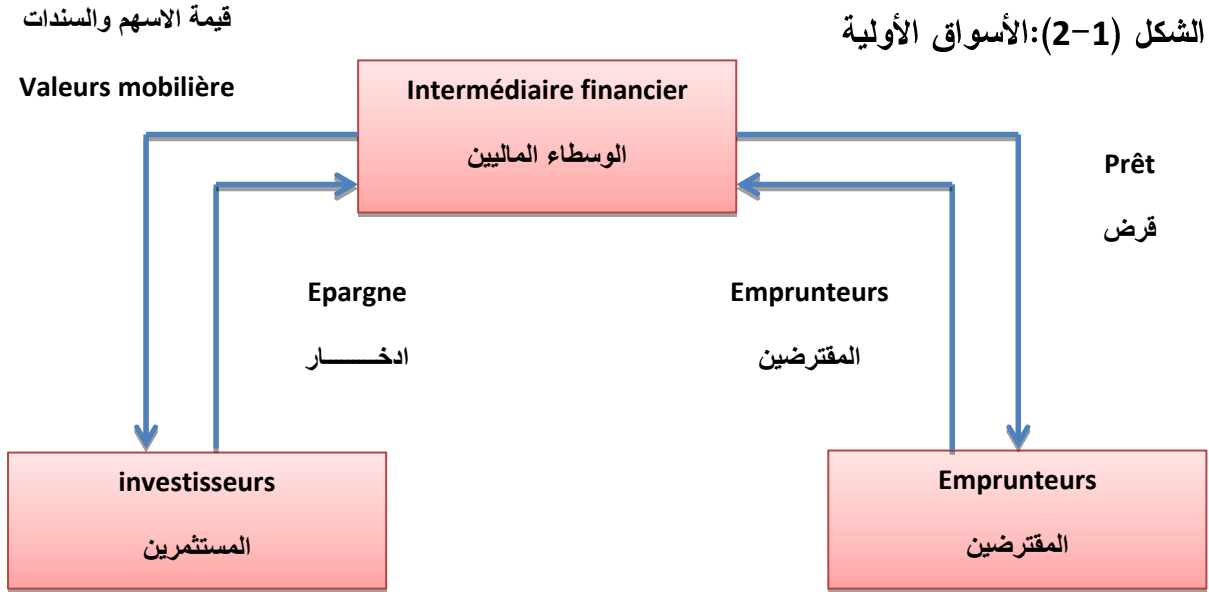 الشكل (1-2):الأسواق الأولية
قيمة الاسهم والسندات
Valeurs mobilière
Intermédiaire financier
الوسطاء الماليين
Prêt
قرض
Epargne
ادخــــــــار
Emprunteurs
المقترضين
investisseurs
المستثمرين
Emprunteurs
المقترضين